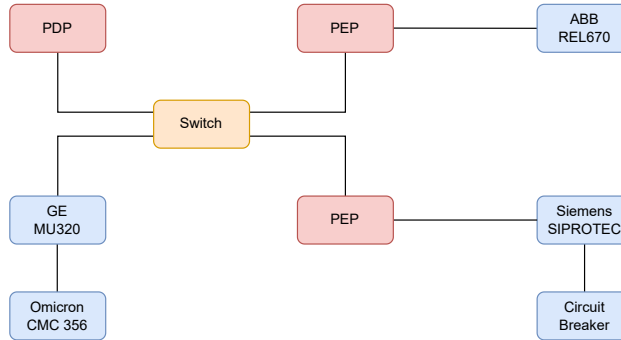 PDP
PEP
ABB
REL670
Switch
GE
MU320
PEP
Siemens
SIPROTEC
Omicron
CMC 356
Circuit
Breaker